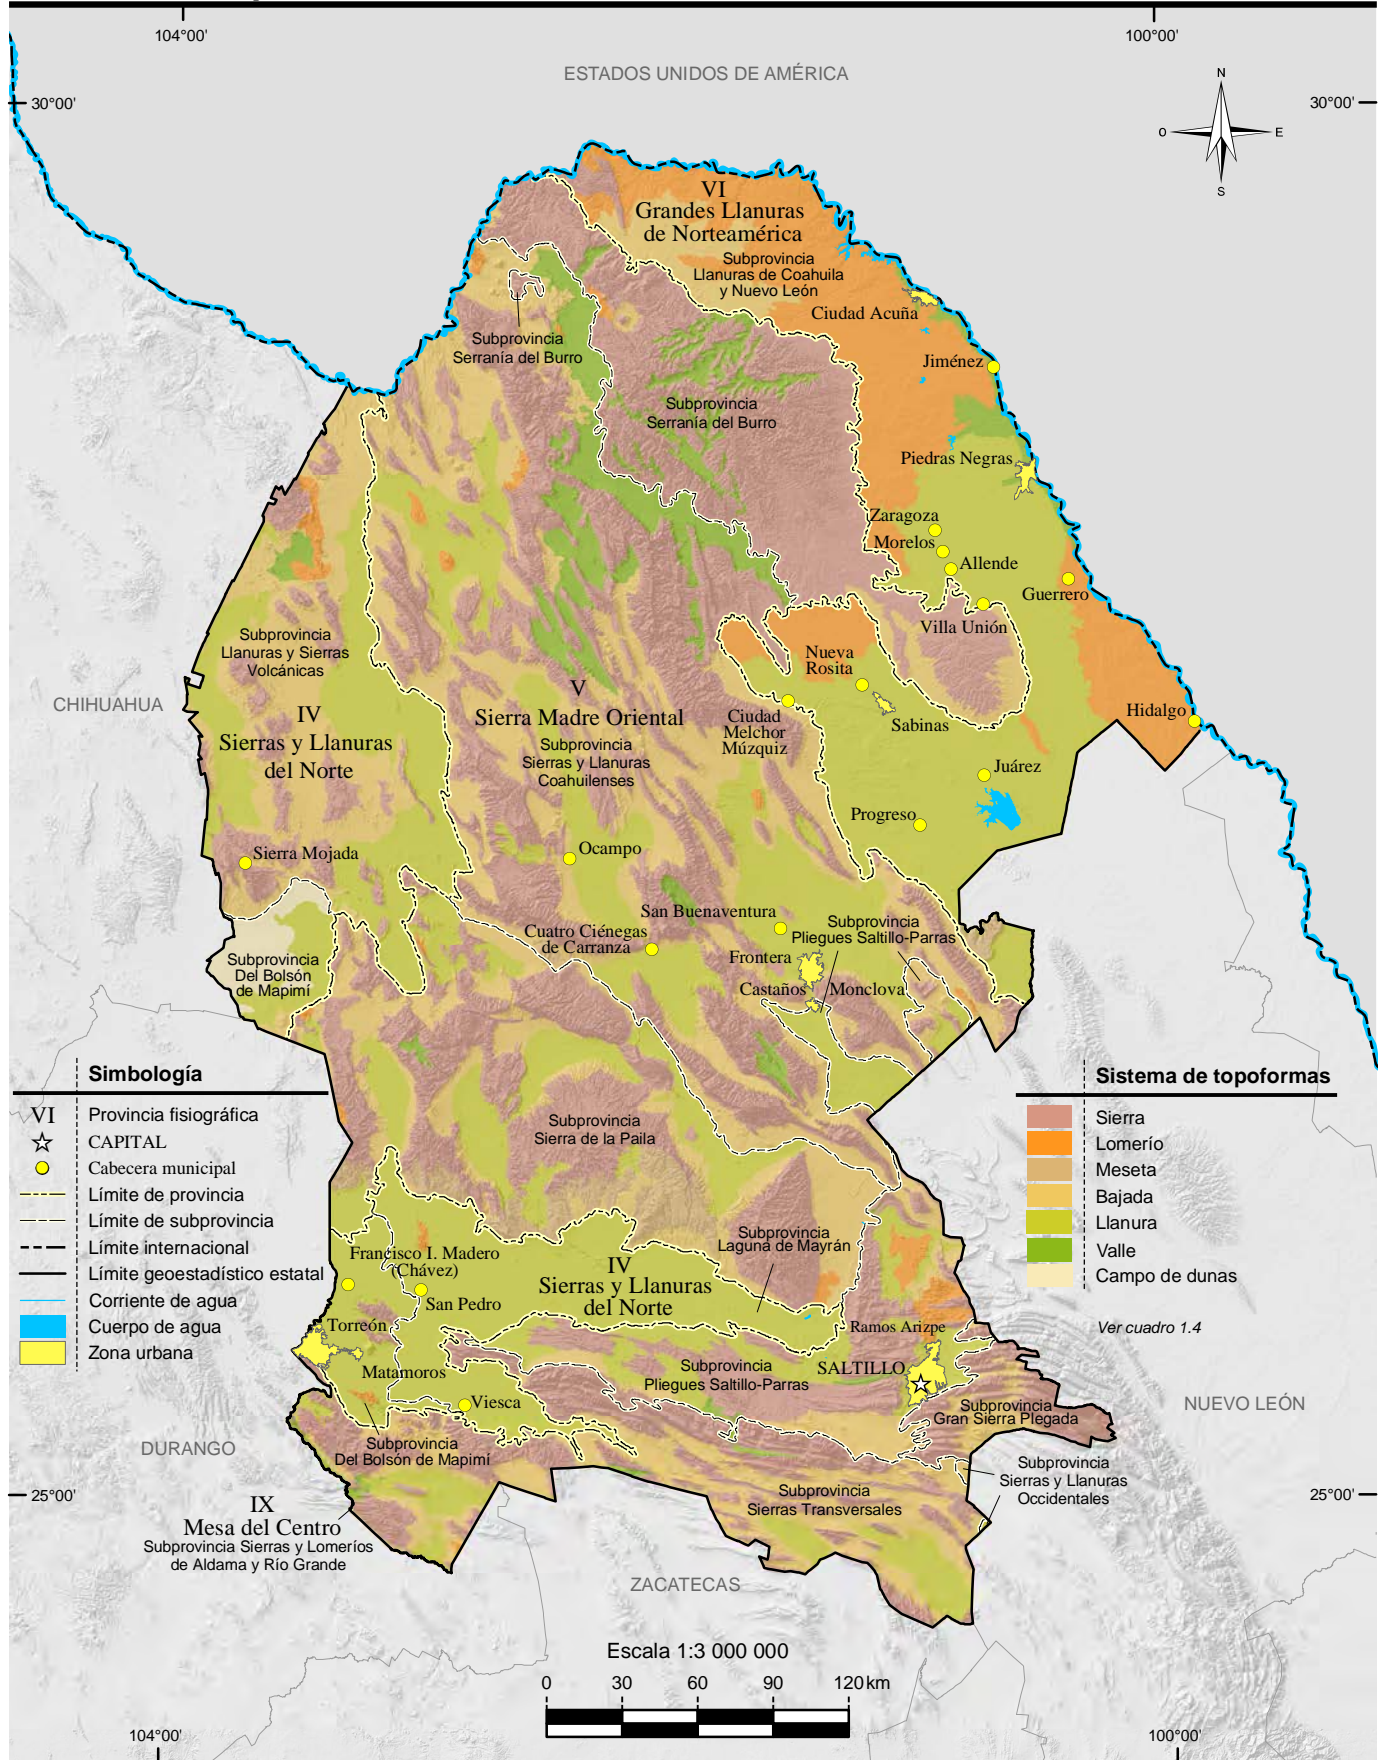 104°00'
100°00'
ESTADOS UNIDOS DE AMÉRICA
30°00'
30°00'
N
O
E
S
VI
Grandes Llanuras
de Norteamérica
Subprovincia
Llanuras de Coahuila
y Nuevo León
Ciudad Acuña
Subprovincia
Serranía del Burro
Jiménez
Subprovincia
Serranía del Burro
Piedras Negras
Zaragoza
Morelos
Allende
Guerrero
Villa Unión
Subprovincia
Llanuras y Sierras
Volcánicas
Nueva
Rosita
CHIHUAHUA
IV
Sierras y Llanuras
del Norte
V
Sierra Madre Oriental
Subprovincia
Sierras y Llanuras
Coahuilenses
Ciudad
Melchor
Múzquiz
Sabinas
Hidalgo
Juárez
Progreso
Sierra Mojada
Ocampo
San Buenaventura
Subprovincia
Pliegues Saltillo-Parras
Cuatro Ciénegas
de Carranza
Frontera
Subprovincia
Del Bolsón
de Mapimí
Castaños
Monclova
Simbología
VI Provincia fisiográfica
CAPITAL
Cabecera municipal
Límite de provincia
Límite de subprovincia
Límite internacional
Límite geoestadístico estatal
Corriente de agua
Cuerpo de agua
Zona urbana
Sistema de topoformas
Sierra
Lomerío
Meseta
Bajada
Llanura
Valle
Campo de dunas
Ver cuadro 1.4
Subprovincia
Sierra de la Paila
Subprovincia
Laguna de Mayrán
Francisco I. Madero
(Chávez)
San Pedro
IV
Sierras y Llanuras
del Norte
Torreón
Ramos Arizpe
Matamoros
Subprovincia
Pliegues Saltillo-Parras
SALTILLO
Viesca
Subprovincia
Gran Sierra Plegada
NUEVO LEÓN
DURANGO
Subprovincia
Del Bolsón de Mapimí
Subprovincia
Sierras y Llanuras
Occidentales
Subprovincia
Sierras Transversales
25°00'
25°00'
IX
Mesa del Centro
Subprovincia Sierras y Lomeríos
de Aldama y Río Grande
ZACATECAS
Escala 1:3 000 000
0 30 60 90 120 km
104°00'
100°00'